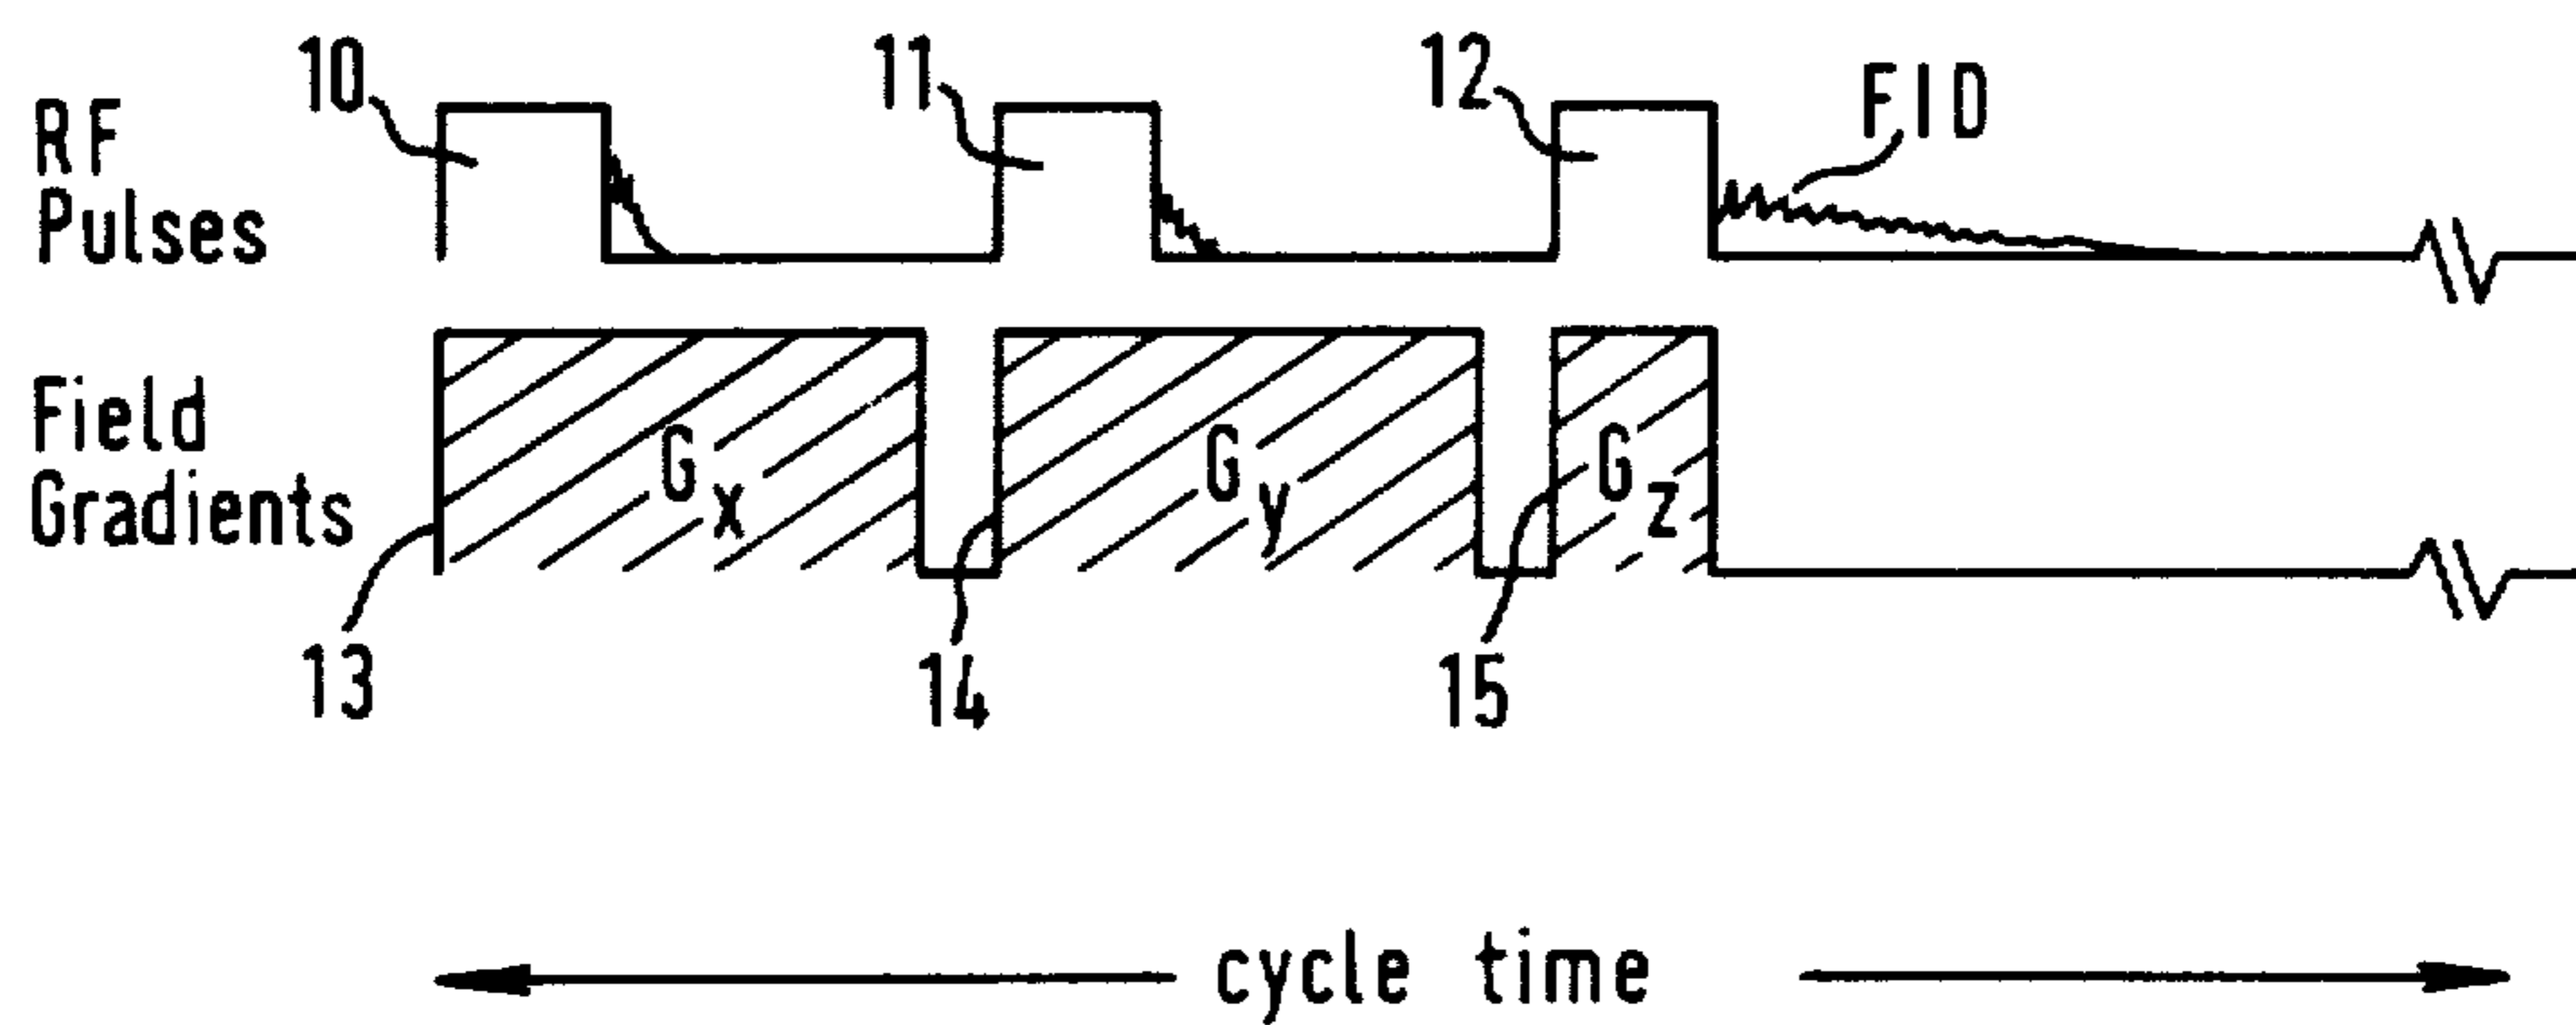 10
11
12
FID
RF
Pulses
Field
Gradients
Gx
Gy
Gz
13
14
15
cycle time